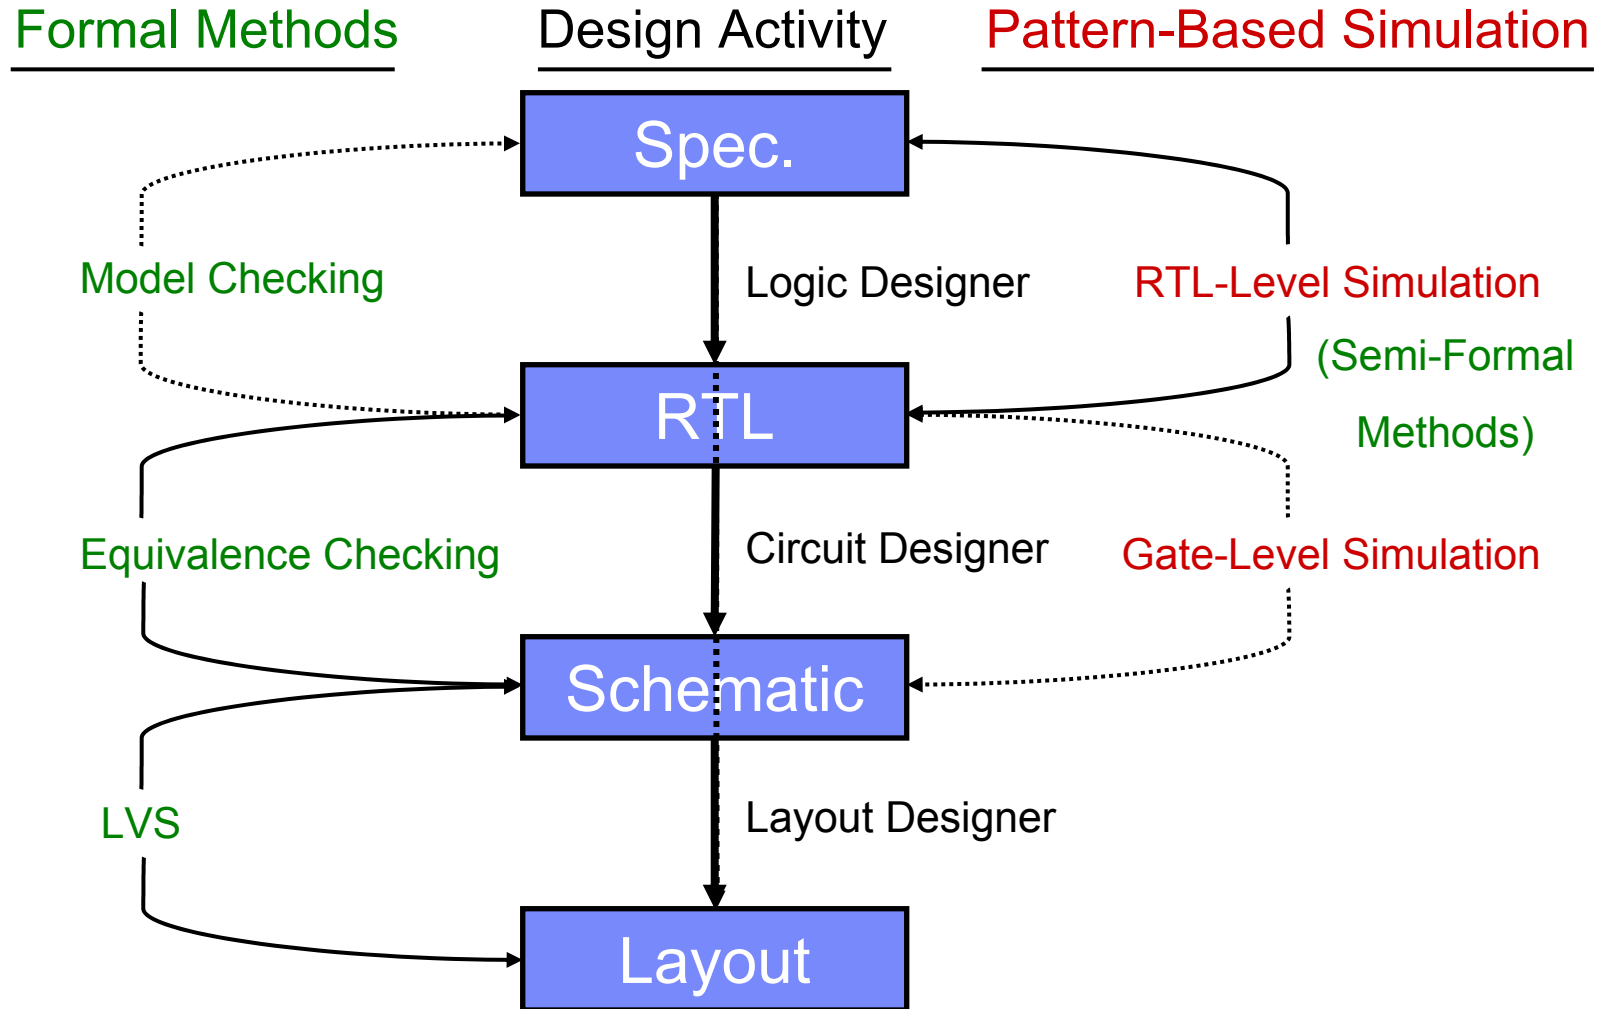 Formal Methods
Design Activity
Pattern-Based Simulation
Spec.
Model Checking
Logic Designer
RTL-Level Simulation
(Semi-Formal
Methods)
RTL
Equivalence Checking
Circuit Designer
Gate-Level Simulation
Schematic
LVS
Layout Designer
Layout